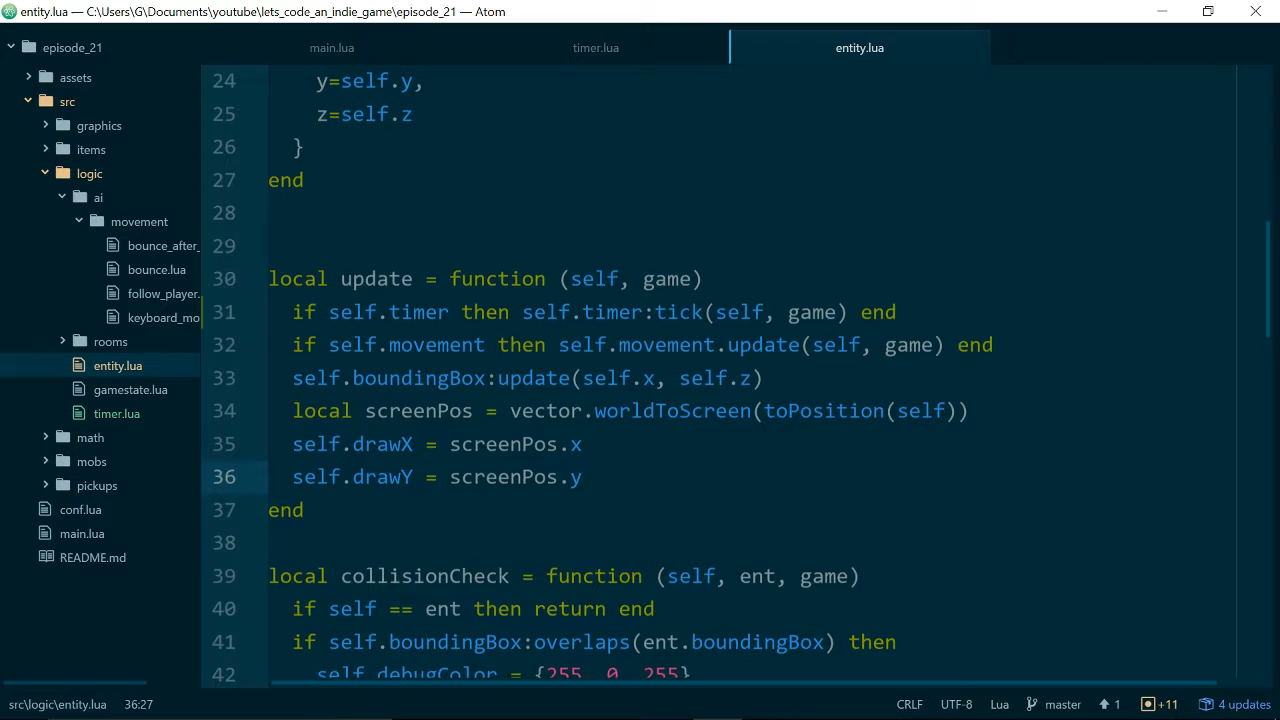 entity.lua — C:\Users\G\Documents\youtube\lets_code_an_indie_game\episode_21 — Atom
episode_21
assets
src
graphics
items
logic
ai
movement
bounce_after_
bounce.lua
follow_player.
keyboard_mo
rooms
entity.lua
gamestate.lua
timer.lua
math
mobs
pickups
conf.lua
main.lua
README.md
main.lua
timer.lua
entity.lua
24 y=self.y,
25 z=self.z
26 }
27 end
28
29
30 local update = function (self, game)
31 if self.timer then self.timer:tick(self, game) end
32 if self.movement then self.movement.update(self, game) end
33 self.boundingBox:update(self.x, self.z)
34 local screenPos = vector.worldToScreen(toPosition(self))
35 self.drawX = screenPos.x
36 self.drawY = screenPos.y
37 end
38
39 local collisionCheck = function (self, ent, game)
40 if self == ent then return end
41 if self.boundingBox:overlaps(ent.boundingBox) then
42 self.debugColor = {255, 0, 255}
src\logic\entity.lua 36:27 CRLF UTF-8 Lua master 1 +11 4 updates